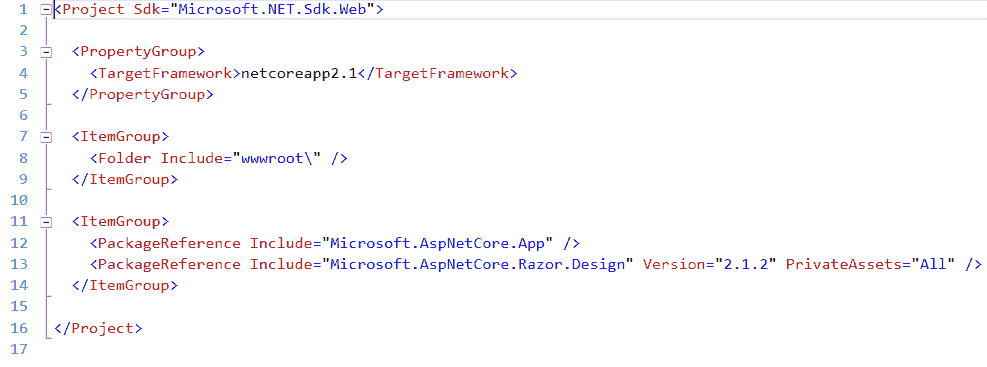 1 <Project Sdk="Microsoft.NET.Sdk.Web">
2
3 <PropertyGroup>
4 <TargetFramework>netcoreapp2.1</TargetFramework>
5 </PropertyGroup>
6
7 <ItemGroup>
8 <Folder Include="wwwroot\" />
9 </ItemGroup>
10
11 <ItemGroup>
12 <PackageReference Include="Microsoft.AspNetCore.App" />
13 <PackageReference Include="Microsoft.AspNetCore.Razor.Design" Version="2.1.2" PrivateAssets="All" />
14 </ItemGroup>
15
16 </Project>
17